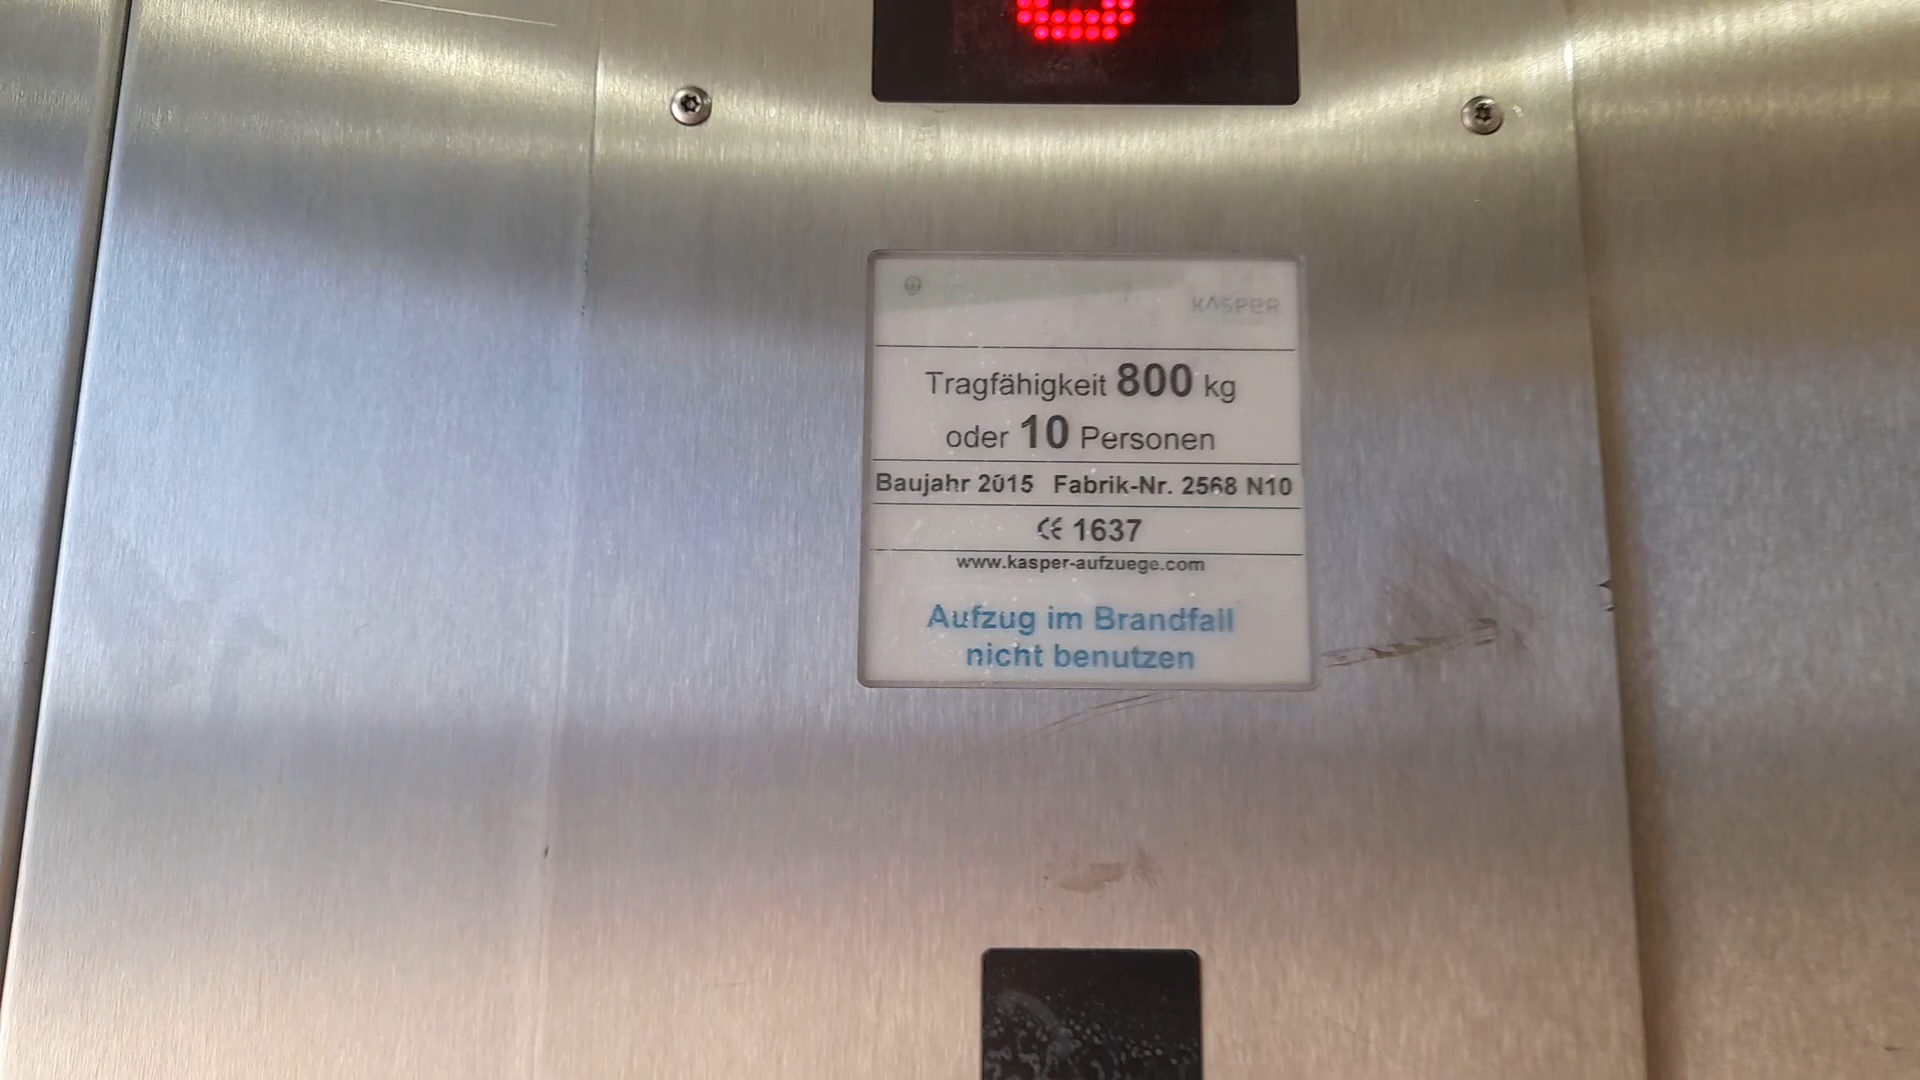 KASPER
Tragfähigkeit 800 kg
oder 10 Personen
Baujahr 2015 Fabrik-Nr. 2568 N10
CE 1637
www.kasper-aufzuege.com
Aufzug im Brandfall
nicht benutzen